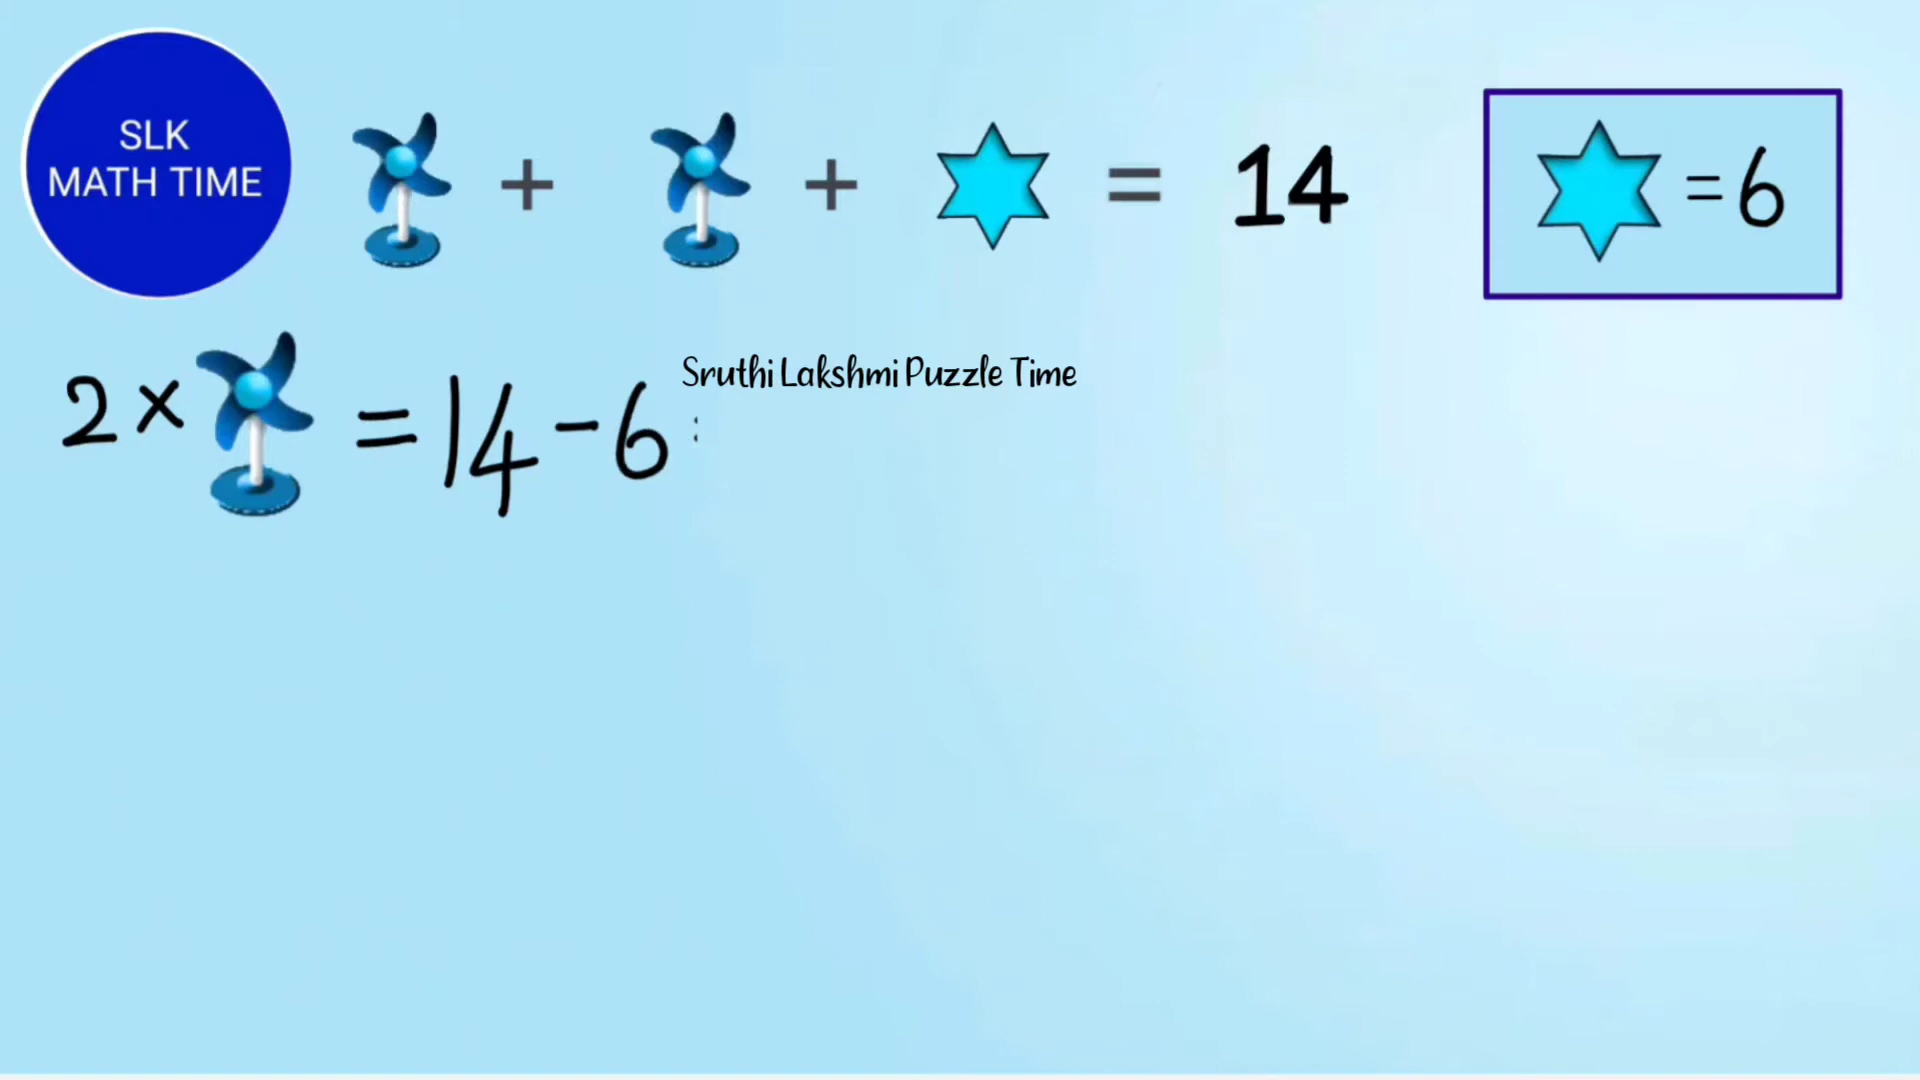 SLK
MATH TIME
+ + = 14
= 6
Sruthi Lakshmi Puzzle Time
2 × = 14 - 6